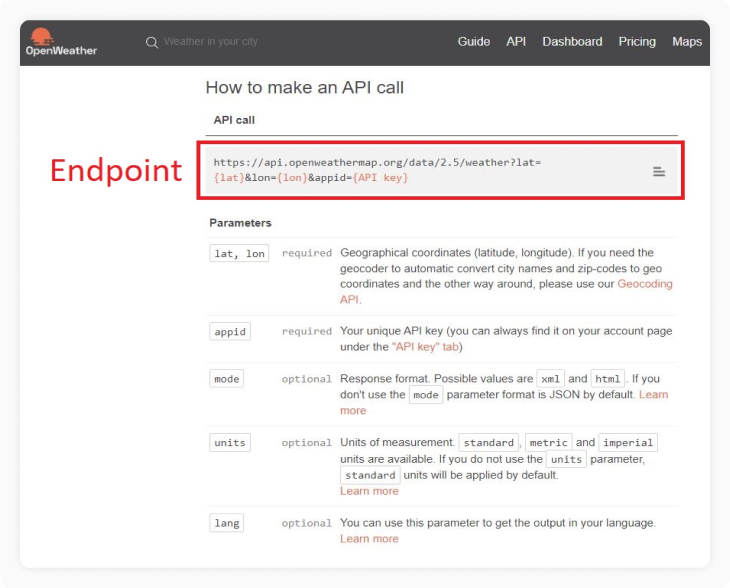 OpenWeather
Weather in your city
Guide API Dashboard Pricing Maps
How to make an API call
API call
Endpoint
https://api.openweathermap.org/data/2.5/weather?lat=
{lat}&lon={lon}&appid={API key}
Parameters
lat, lon required Geographical coordinates (latitude, longitude). If you need the
geocoder to automatic convert city names and zip-codes to geo
coordinates and the other way around, please use our Geocoding
API.
appid required Your unique API key (you can always find it on your account page
under the "API key" tab)
mode optional Response format. Possible values are xml and html. If you
don't use the mode parameter format is JSON by default. Learn
more
units optional Units of measurement. standard, metric and imperial
units are available. If you do not use the units parameter,
standard units will be applied by default.
Learn more
lang optional You can use this parameter to get the output in your language.
Learn more